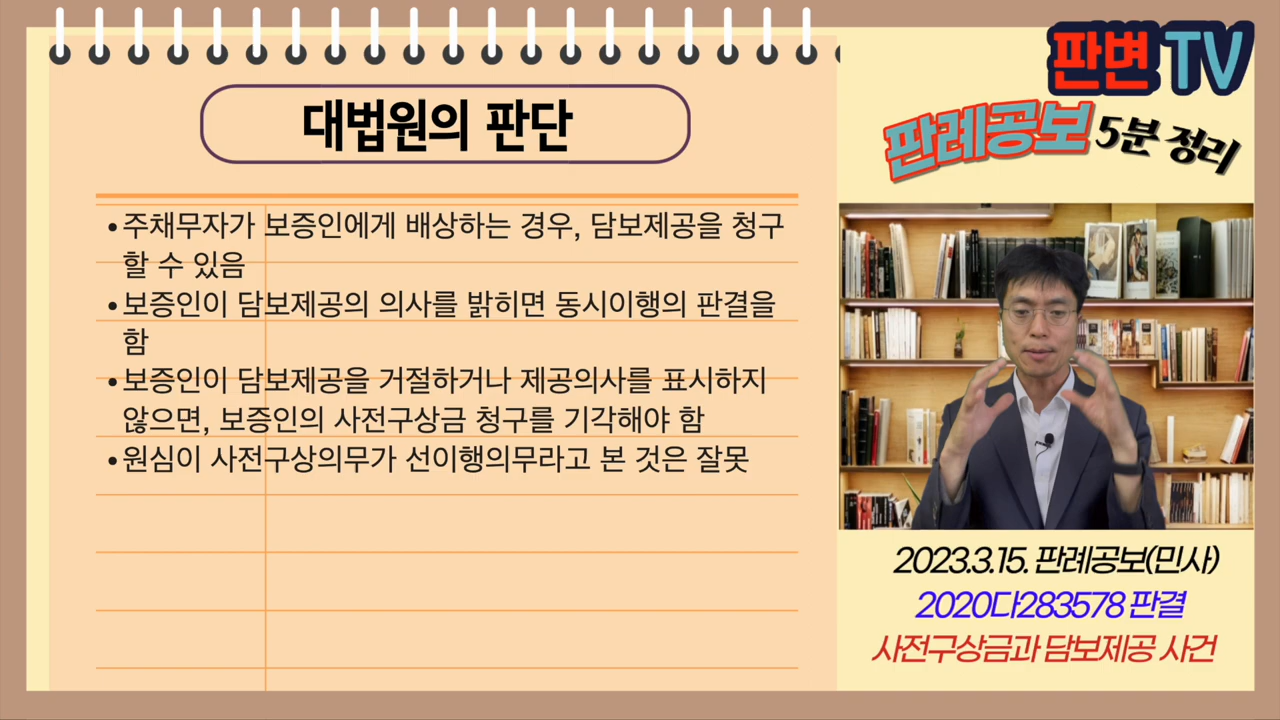 대법원의 판단
• 주채무자가 보증인에게 배상하는 경우, 담보제공을 청구
할 수 있음
• 보증인이 담보제공의 의사를 밝히면 동시이행의 판결을
함
• 보증인이 담보제공을 거절하거나 제공의사를 표시하지
않으면, 보증인의 사전구상금 청구를 기각해야 함
• 원심이 사전구상의무가 선이행의무라고 본 것은 잘못
판변 TV
판례공보 5분 정리
2023.3.15. 판례공보(민사)
2020다283578 판결
사전구상금과 담보제공 사건